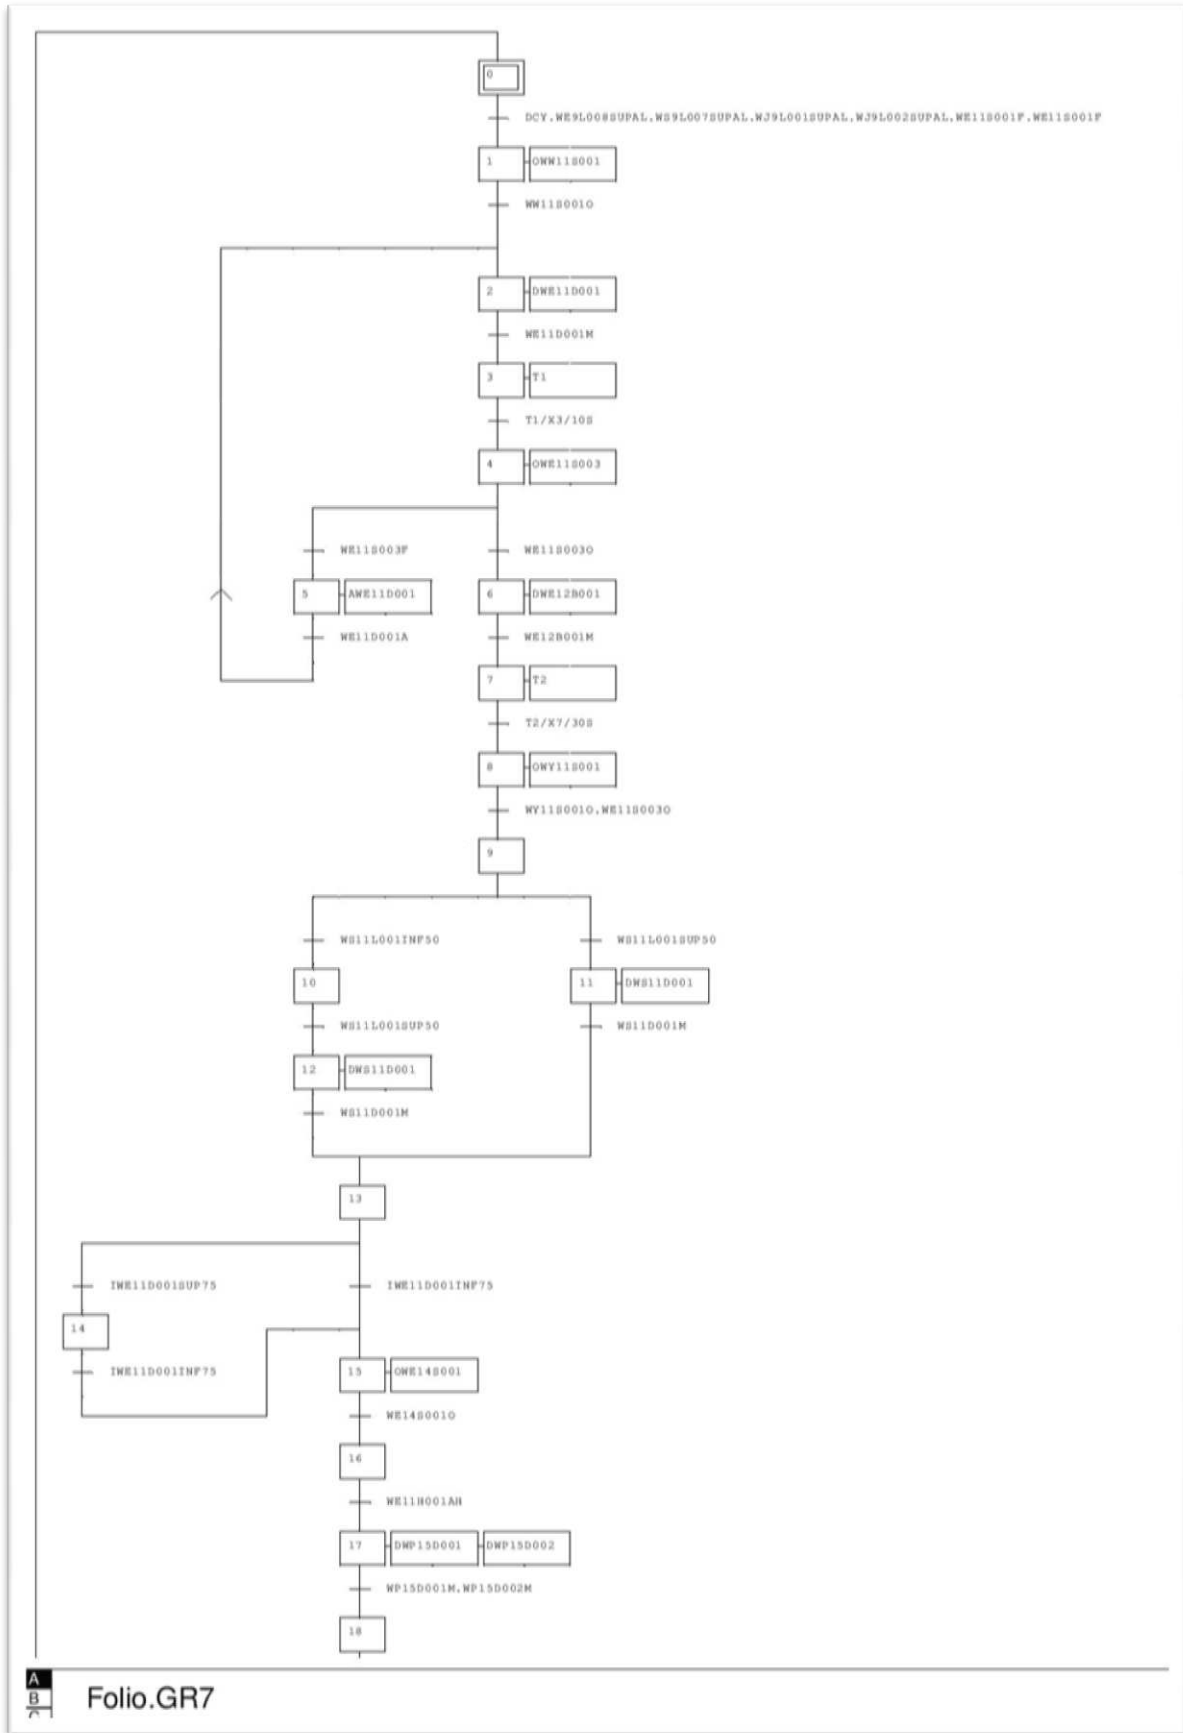 0
DCY.WE9L008SUPAL.WS9L007SUPAL.WJ9L001SUPAL.WJ9L002SUPAL.WE11S001F.WE11S001F
1 OWW11S001
WW11S001O
2 DWE11D001
WE11D001M
3 T1
T1/X3/10S
4 OWE11S003
WE11S003F WE11S003O
5 AWE11D001 6 DWE12B001
WE11D001A WE12B001M
7 T2
T2/X7/30S
8 OWY11S001
WY11S001O.WE11S003O
9
WS11L001INF50 WS11L001SUP50
10 11 DWS11D001
WS11L001SUP50 WS11D001M
12 DWS11D001
WS11D001M
13
IWE11D001SUP75 IWE11D001INF75
14
IWE11D001INF75 15 OWE14S001
WE14S001O
16
WE11H001AH
17 DWP15D001 DWP15D002
WP15D001M.WP15D002M
18
A
B
Folio.GR7